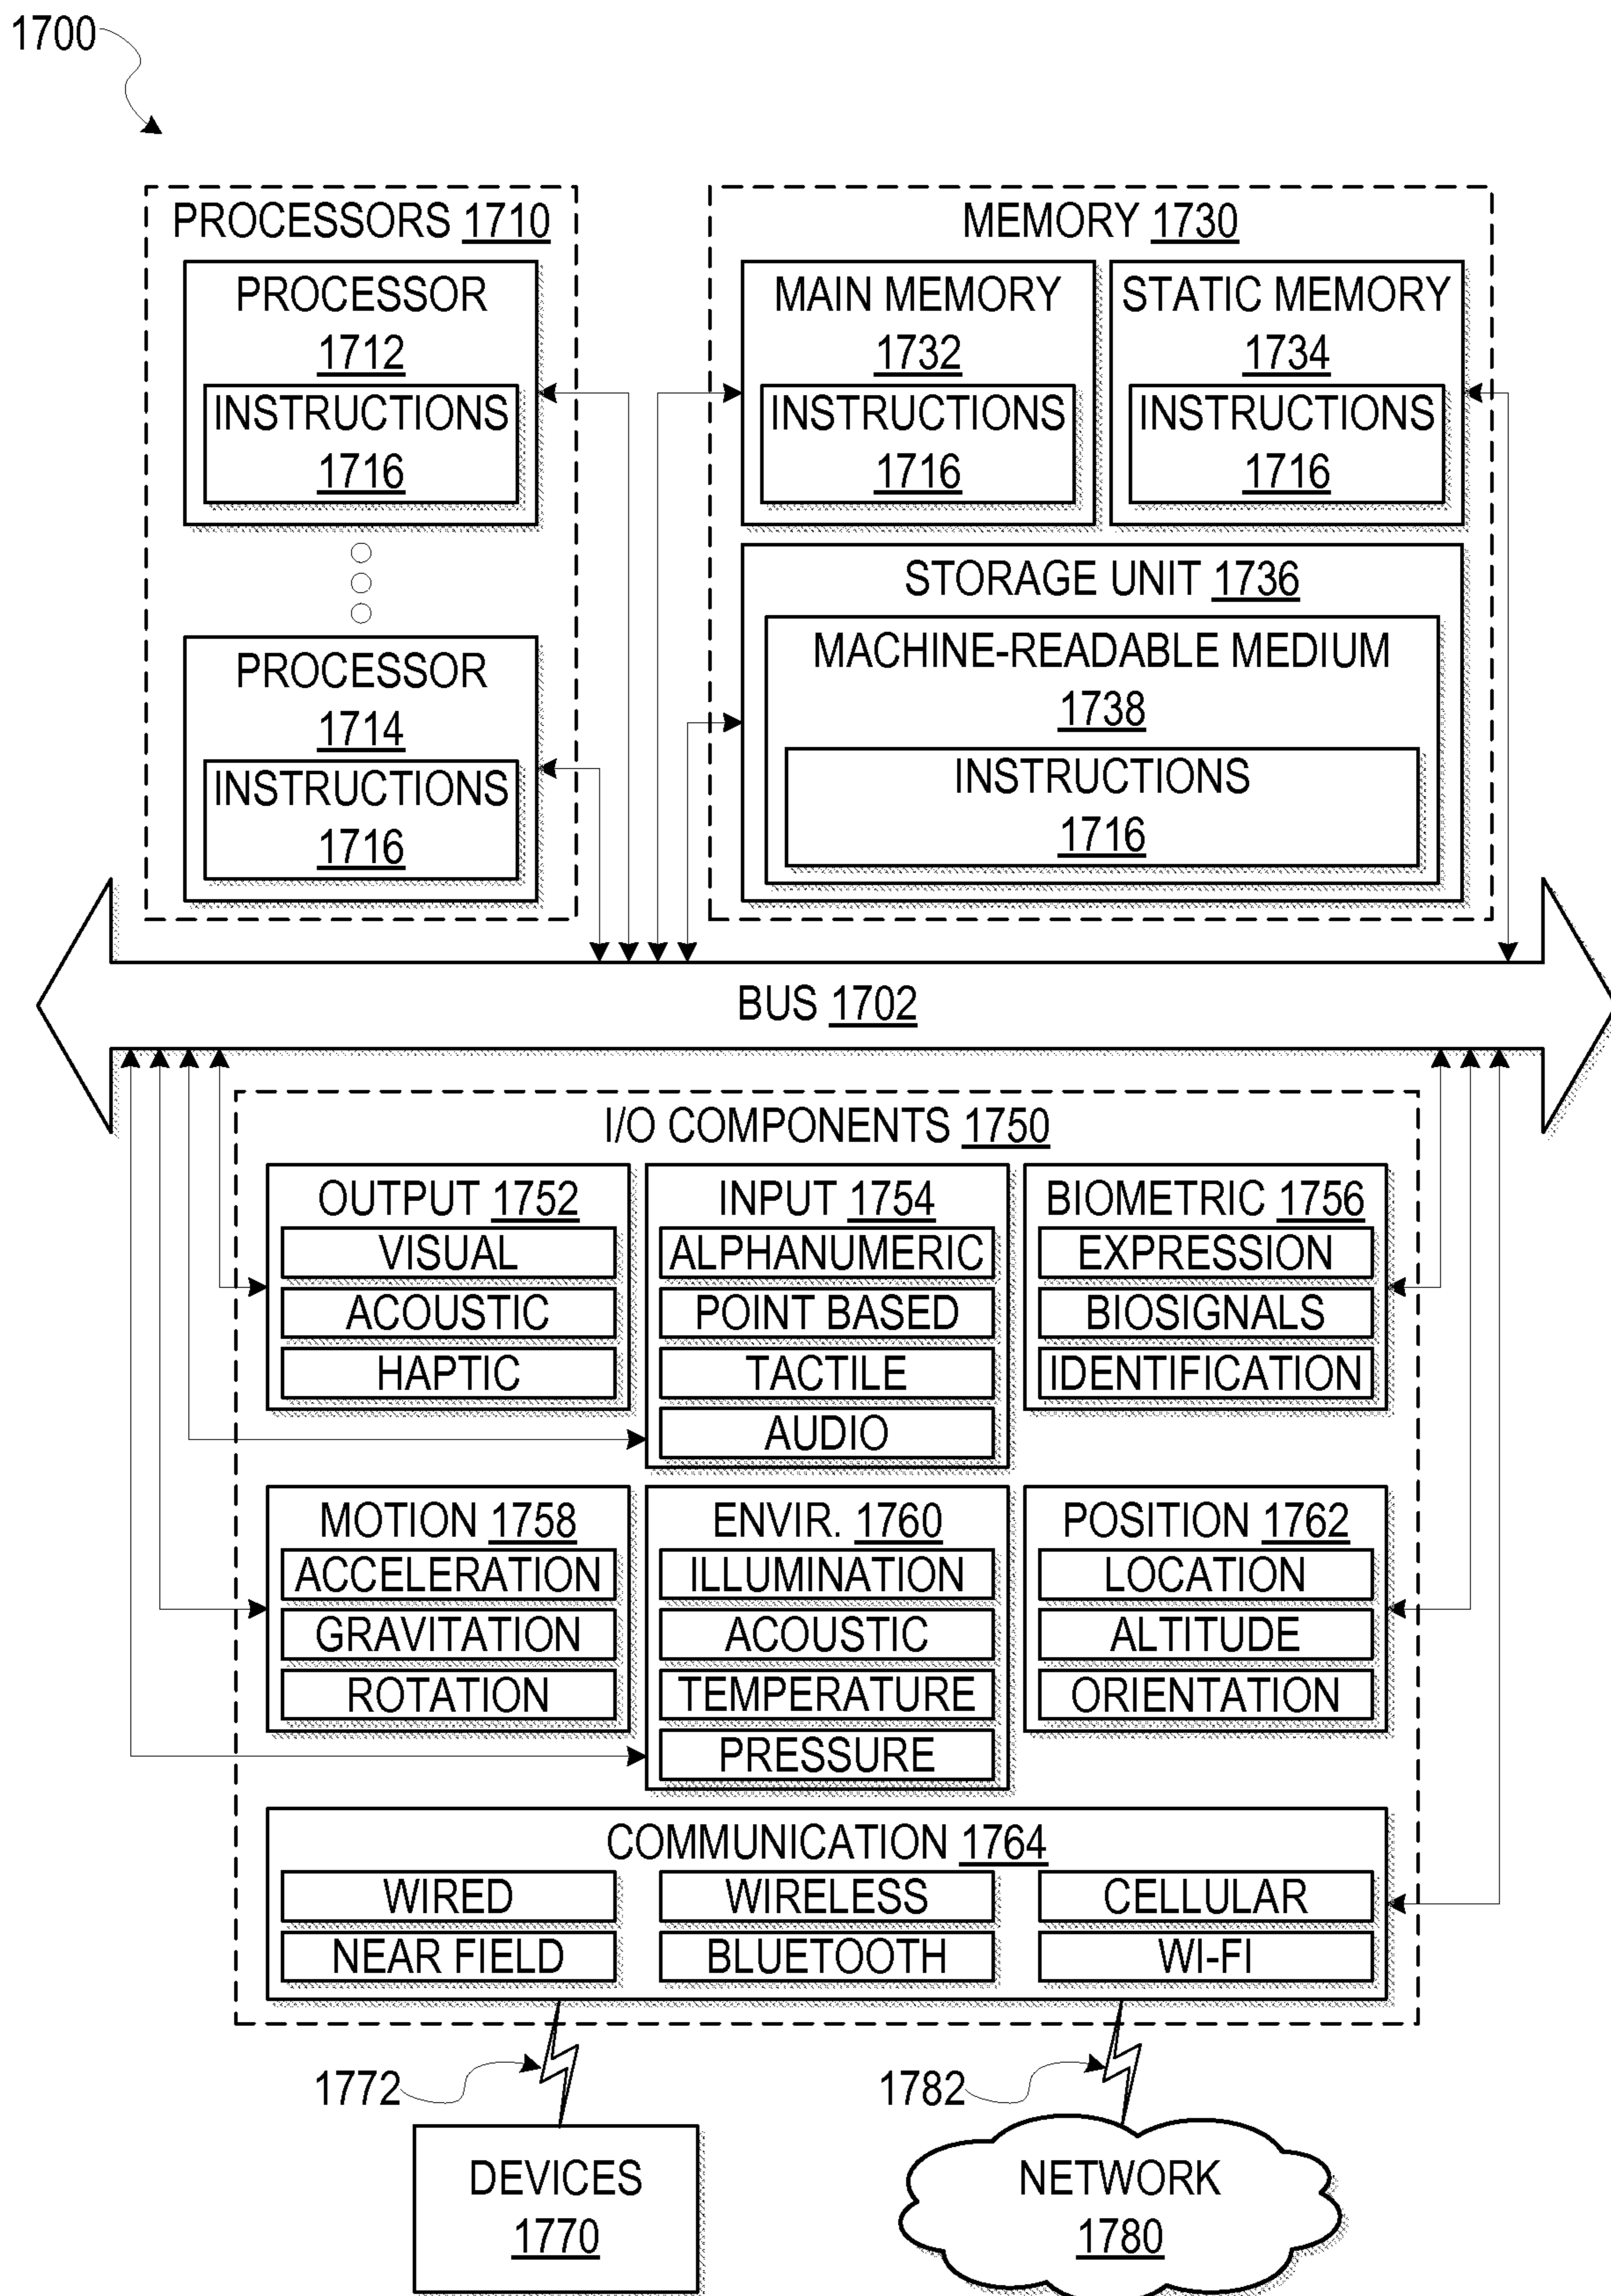 1700
PROCESSORS 1710
PROCESSOR
1712
INSTRUCTIONS
1716
PROCESSOR
1714
INSTRUCTIONS
1716
MEMORY 1730
MAIN MEMORY
1732
INSTRUCTIONS
1716
STATIC MEMORY
1734
INSTRUCTIONS
1716
STORAGE UNIT 1736
MACHINE-READABLE MEDIUM
1738
INSTRUCTIONS
1716
BUS 1702
I/O COMPONENTS 1750
OUTPUT 1752
VISUAL
ACOUSTIC
HAPTIC
INPUT 1754
ALPHANUMERIC
POINT BASED
TACTILE
AUDIO
BIOMETRIC 1756
EXPRESSION
BIOSIGNALS
IDENTIFICATION
MOTION 1758
ACCELERATION
GRAVITATION
ROTATION
ENVIR. 1760
ILLUMINATION
ACOUSTIC
TEMPERATURE
PRESSURE
POSITION 1762
LOCATION
ALTITUDE
ORIENTATION
COMMUNICATION 1764
WIRED
WIRELESS
CELLULAR
NEAR FIELD
BLUETOOTH
WI-FI
1772
1782
DEVICES
1770
NETWORK
1780